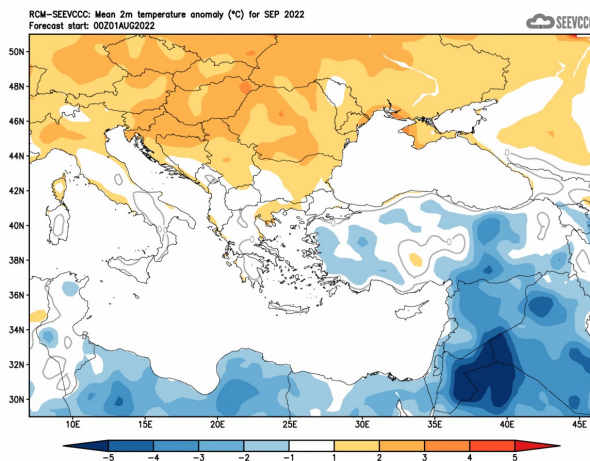 RCM-SEEVCCC: Mean 2m temperature anomaly (°C) for SEP 2022
Forecast start: 00Z01AUG2022
SEEVCCC
50N
48N
46N
44N
42N
40N
38N
36N
34N
32N
30N
10E 15E 20E 25E 30E 35E 40E 45E
-5 -4 -3 -2 -1 1 2 3 4 5